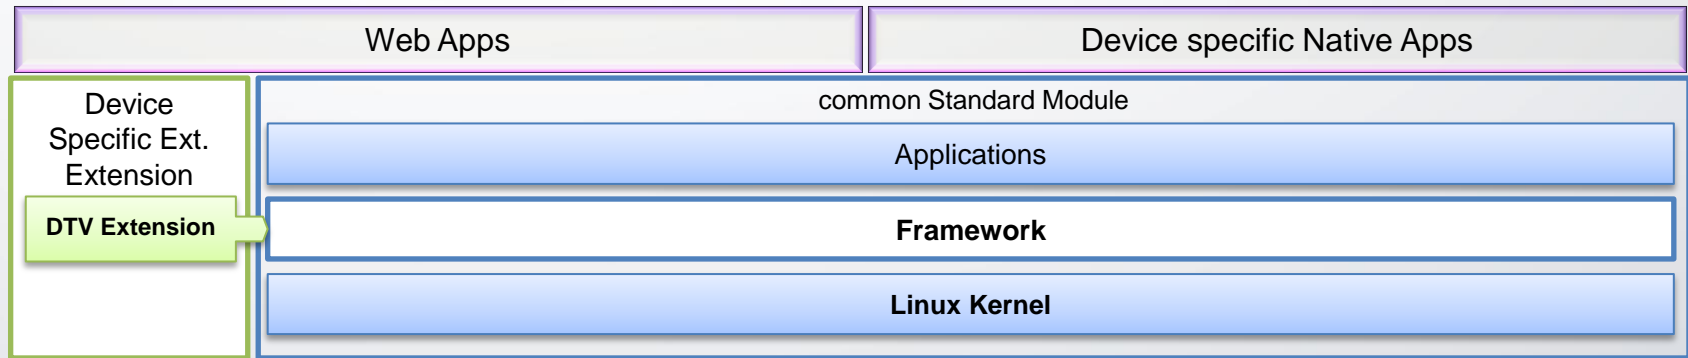 Web Apps
Device specific Native Apps
Device
Specific Ext.
Extension
DTV Extension
common Standard Module
Applications
Framework
Linux Kernel